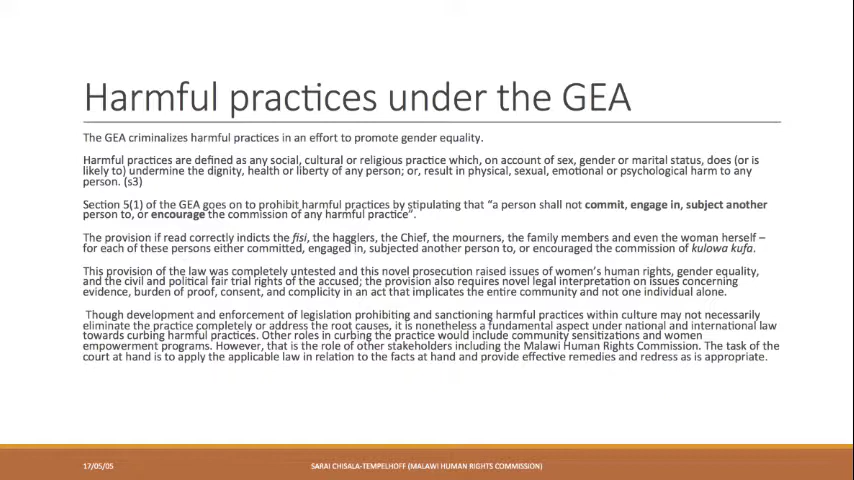 Harmful practices under the GEA
The GEA criminalizes harmful practices in an effort to promote gender equality.
Harmful practices are defined as any social, cultural or religious practice which, on account of sex, gender or marital status, does (or is
likely to) undermine the dignity, health or liberty of any person; or, result in physical, sexual, emotional or psychological harm to any
person. (s3)
Section 5(1) of the GEA goes on to prohibit harmful practices by stipulating that “a person shall not commit, engage in, subject another
person to, or encourage the commission of any harmful practice”.
The provision if read correctly indicts the fisi, the hagglers, the Chief, the mourners, the family members and even the woman herself –
for each of these persons either committed, engaged in, subjected another person to, or encouraged the commission of kulowa kufa.
This provision of the law was completely untested and this novel prosecution raised issues of women’s human rights, gender equality,
and the civil and political fair trial rights of the accused; the provision also requires novel legal interpretation on issues concerning
evidence, burden of proof, consent, and complicity in an act that implicates the entire community and not one individual alone.
Though development and enforcement of legislation prohibiting and sanctioning harmful practices within culture may not necessarily
eliminate the practice completely or address the root causes, it is nonetheless a fundamental aspect under national and international law
towards curbing harmful practices. Other roles in curbing the practice would include community sensitizations and women
empowerment programs. However, that is the role of other stakeholders including the Malawi Human Rights Commission. The task of the
court at hand is to apply the applicable law in relation to the facts at hand and provide effective remedies and redress as is appropriate.
17/05/05
SARAI CHISALA-TEMPELHOFF (MALAWI HUMAN RIGHTS COMMISSION)